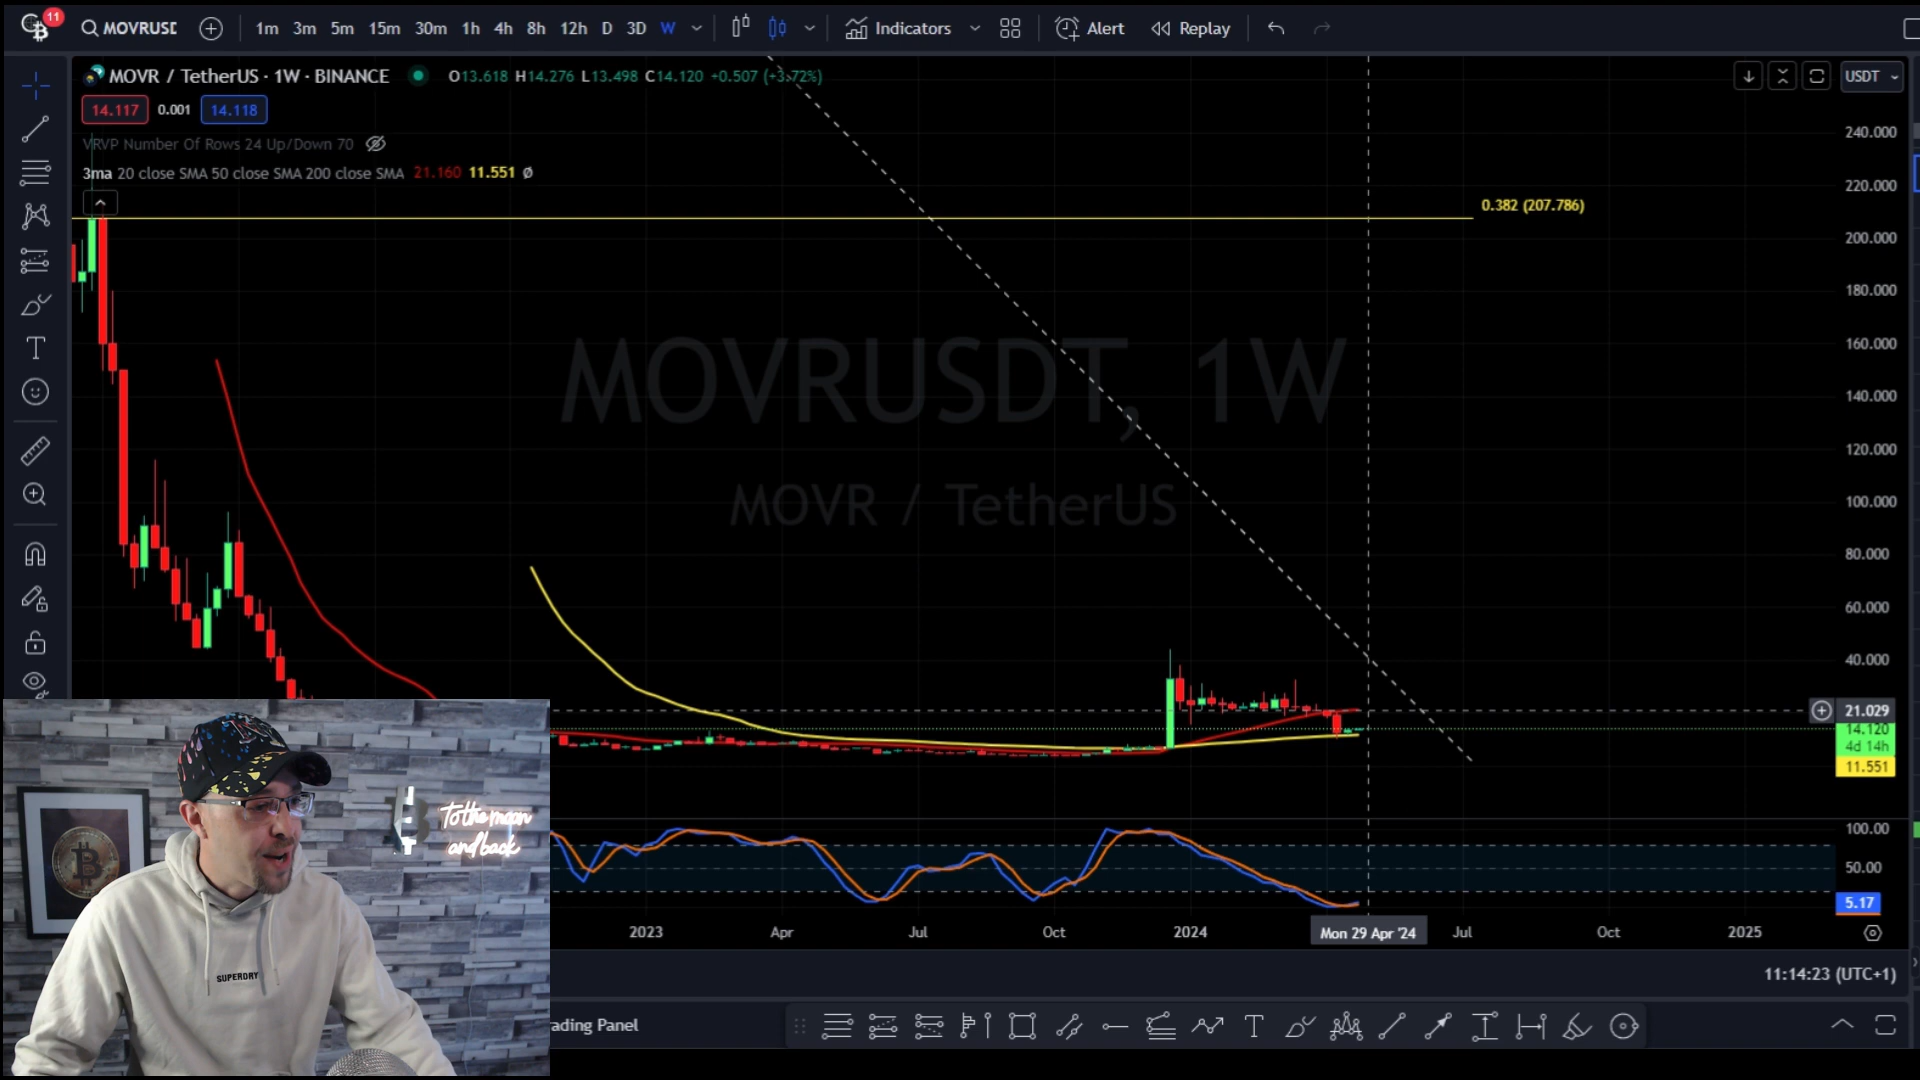 11
MOVRUSD
1m 3m 5m 15m 30m 1h 4h 8h 12h D 3D W
Indicators
Alert
Replay
MOVR / TetherUS · 1W · BINANCE
O13.618 H14.276 L13.498 C14.120 +0.507 (+3.72%)
USDT
14.117 0.001 14.118
VRVP Number Of Rows 24 Up/Down 70
3ma 20 close SMA 50 close SMA 200 close SMA 21.160 11.551 Ø
0.382 (207.786)
MOVRUSDT, 1W
MOVR / TetherUS
240.000
220.000
200.000
180.000
160.000
140.000
120.000
100.000
80.000
60.000
40.000
21.029
14.120
4d 14h
11.551
100.00
50.00
5.17
2023 Apr Jul Oct 2024 Mon 29 Apr '24 Jul Oct 2025
11:14:23 (UTC+1)
ading Panel
To the moon
and back
SUPERDRY